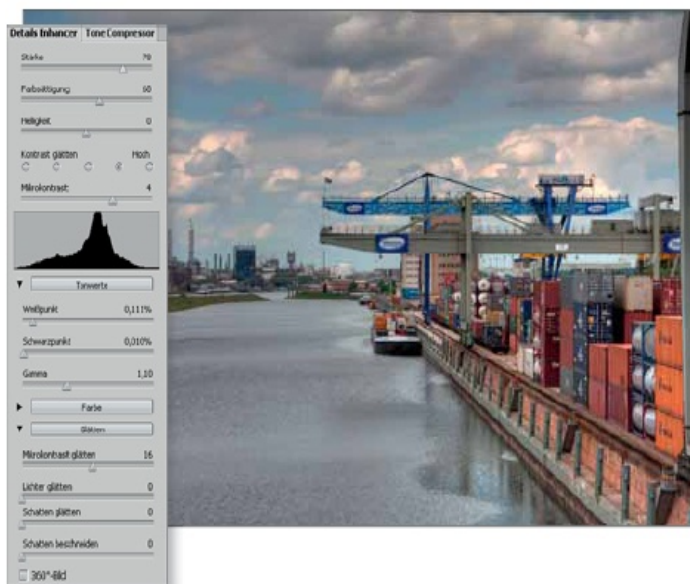 Details Enhancer Tone Compressor
Stärke 70
Farbsättigung 60
Helligkeit 0
Kontrast glätten Hoch
Mikrokontrast: 4
Tonwerte
Weißpunkt 0,111%
Schwarzpunkt 0,010%
Gamma 1,10
Farbe
Glätten
Mikrokontrast glätten 16
Lichter glätten 0
Schatten glätten 0
Schatten beschneiden 0
360°-Bild